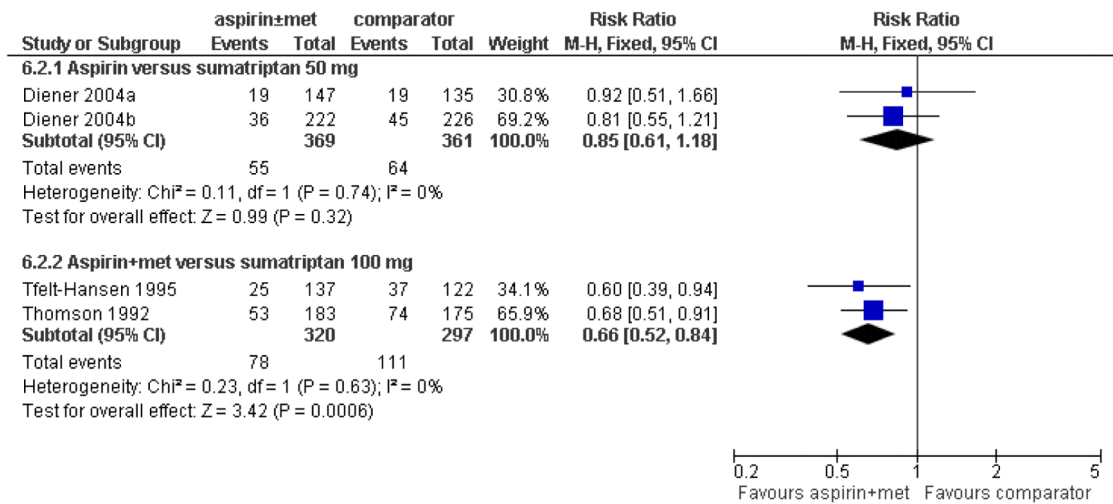 aspirin±met comparator Risk Ratio Risk Ratio
Study or Subgroup Events Total Events Total Weight M-H, Fixed, 95% CI M-H, Fixed, 95% CI
6.2.1 Aspirin versus sumatriptan 50 mg
Diener 2004a 19 147 19 135 30.8% 0.92 [0.51, 1.66]
Diener 2004b 36 222 45 226 69.2% 0.81 [0.55, 1.21]
Subtotal (95% CI) 369 361 100.0% 0.85 [0.61, 1.18]
Total events 55 64
Heterogeneity: Chi² = 0.11, df = 1 (P = 0.74); I² = 0%
Test for overall effect: Z = 0.99 (P = 0.32)
6.2.2 Aspirin+met versus sumatriptan 100 mg
Tfelt-Hansen 1995 25 137 37 122 34.1% 0.60 [0.39, 0.94]
Thomson 1992 53 183 74 175 65.9% 0.68 [0.51, 0.91]
Subtotal (95% CI) 320 297 100.0% 0.66 [0.52, 0.84]
Total events 78 111
Heterogeneity: Chi² = 0.23, df = 1 (P = 0.63); I² = 0%
Test for overall effect: Z = 3.42 (P = 0.0006)
0.2 0.5 1 2 5
Favours aspirin+met Favours comparator